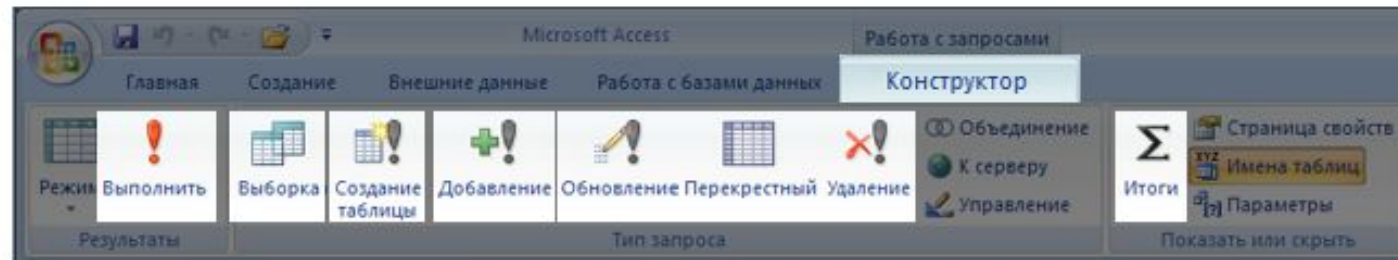 Microsoft Access
Работа с запросами
Главная
Создание
Внешние данные
Работа с базами данных
Конструктор
Режим
Выполнить
Выборка
Создание
таблицы
Добавление
Обновление
Перекрестный
Удаление
Объединение
К серверу
Управление
Σ
Итоги
Страница свойств
XYZ
Имена таблиц
Параметры
Результаты
Тип запроса
Показать или скрыть